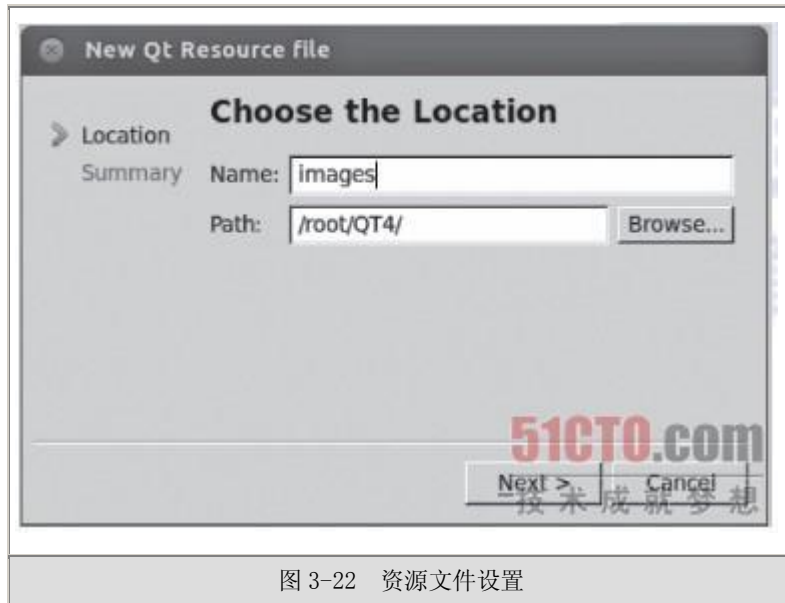 New Qt Resource file
Choose the Location
Location
Summary
Name: images
Path: /root/QT4/ Browse...
51CTO.com
Next > Cancel
技术成就梦想
图 3-22 资源文件设置